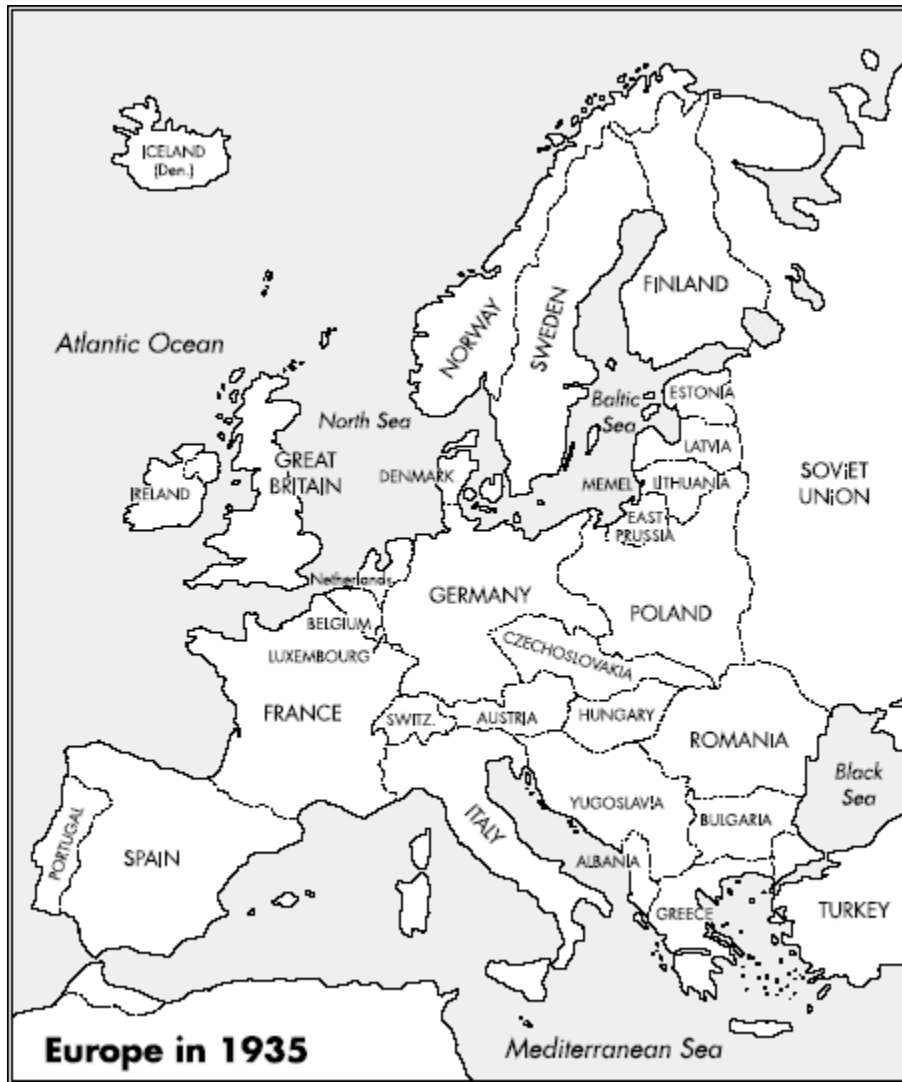 ICELAND
(Den.)
FINLAND
NORWAY
SWEDEN
Atlantic Ocean
ESTONIA
Baltic
Sea
North Sea
LATVIA
GREAT
BRITAIN
DENMARK
SOViET
UNiON
IRELAND
MEMEL
LITHUANIA
EAST
PRUSSIA
Netherlands
GERMANY
POLAND
BELGIUM
LUXEMBOURG
CZECHOSLOVAKIA
FRANCE
SWITZ.
AUSTRIA
HUNGARY
ROMANIA
Black
Sea
YUGOSLAVIA
BULGARIA
ITALY
PORTUGAL
SPAIN
ALBANIA
GREECE
TURKEY
Europe in 1935
Mediterranean Sea